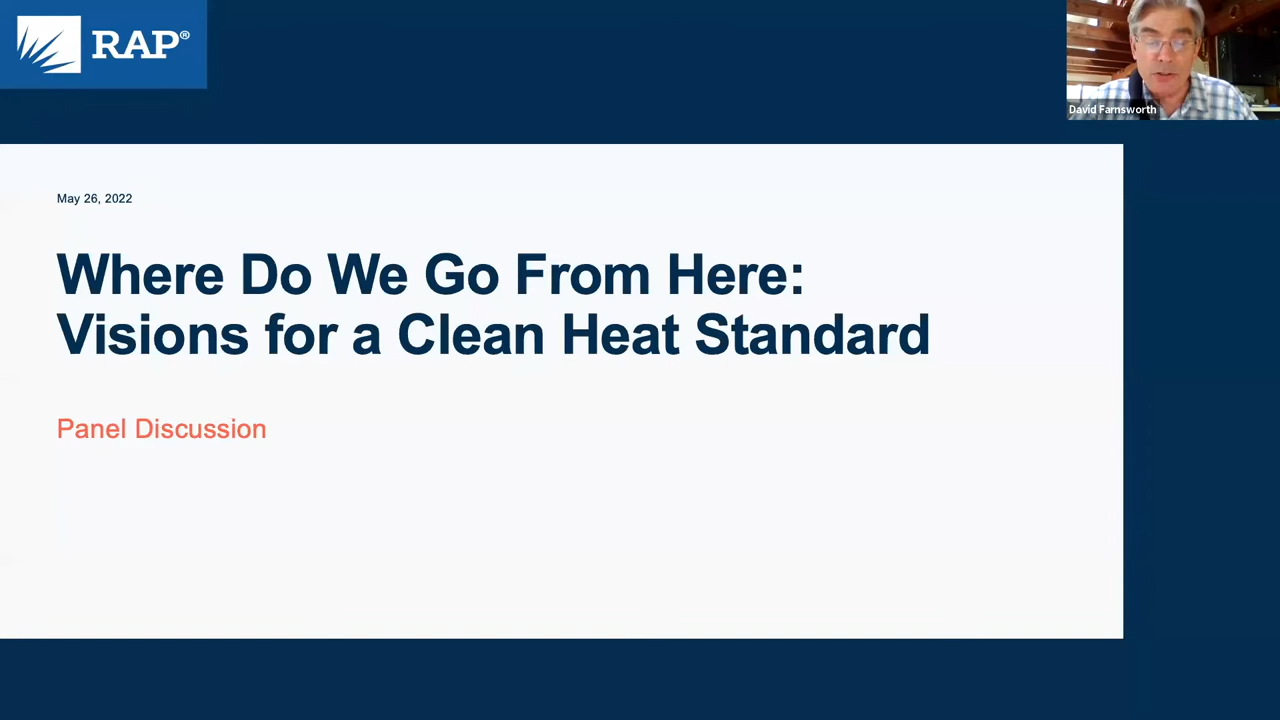 RAP®
David Farnsworth
May 26, 2022
Where Do We Go From Here:
Visions for a Clean Heat Standard
Panel Discussion